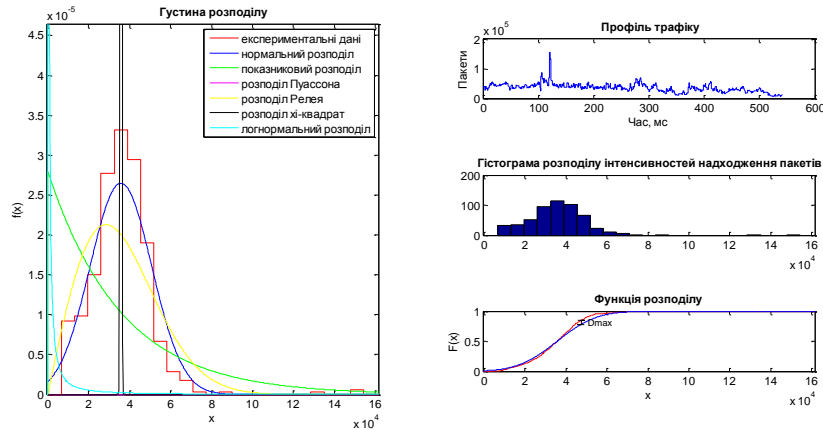 Густина розподілу
x 10^-5
4.5
4
3.5
3
2.5
2
1.5
1
0.5
0
f(x)
експериментальні дані
нормальний розподіл
показниковий розподіл
розподіл Пуассона
розподіл Релея
розподіл хі-квадрат
логнормальний розподіл
0 2 4 6 8 10 12 14 16
x
x 10^4
Профіль трафіку
x 10^5
2
1
0
Пакети
0 100 200 300 400 500 600
Час, мс
Гістограма розподілу інтенсивностей надходження пакетів
200
100
0
0 2 4 6 8 10 12 14 16
x 10^4
Функція розподілу
1
0.5
0
F(x)
Dmax
0 2 4 6 8 10 12 14 16
x
x 10^4